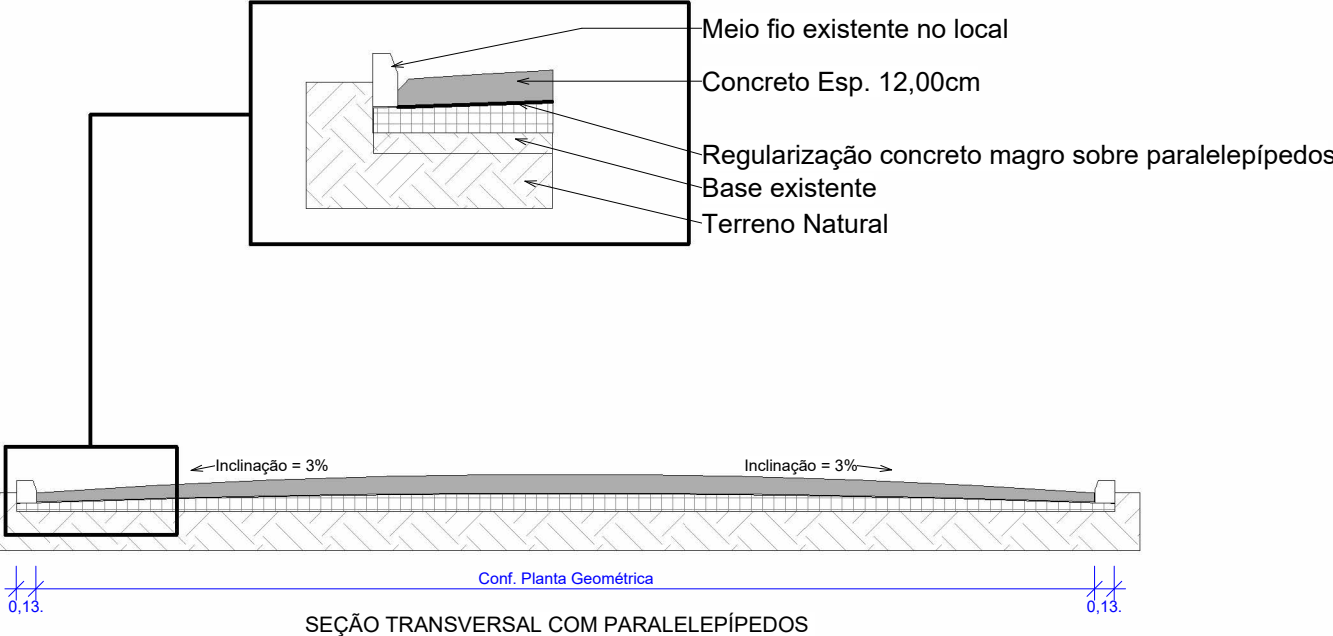 Meio fio existente no local
Concreto Esp. 12,00cm
Regularização concreto magro sobre paralelepípedos
Base existente
Terreno Natural
Inclinação = 3%
Inclinação = 3%
Conf. Planta Geométrica
0,13.
0,13.
SEÇÃO TRANSVERSAL COM PARALELEPÍPEDOS